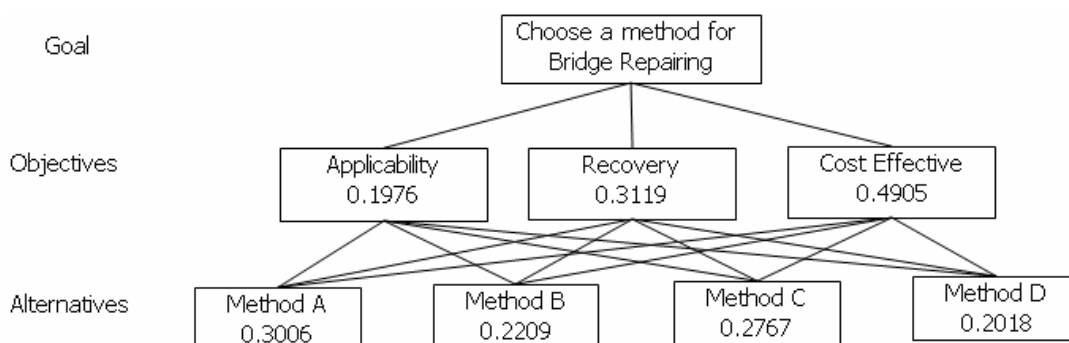 Goal
Choose a method for
Bridge Repairing
Objectives
Applicability
0.1976
Recovery
0.3119
Cost Effective
0.4905
Alternatives
Method A
0.3006
Method B
0.2209
Method C
0.2767
Method D
0.2018